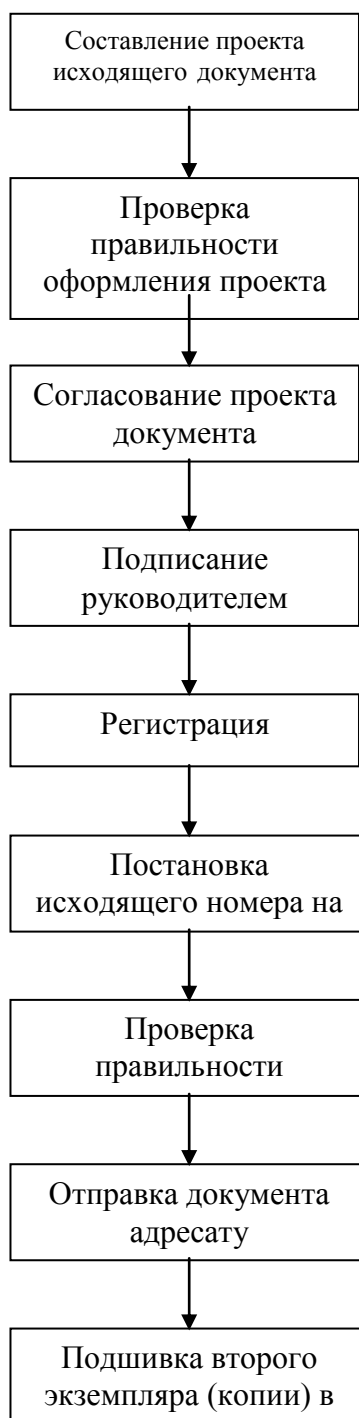 Составление проекта
исходящего документа
Проверка
правильности
оформления проекта
Согласование проекта
документа
Подписание
руководителем
Регистрация
Постановка
исходящего номера на
Проверка
правильности
Отправка документа
адресату
Подшивка второго
экземпляра (копии) в